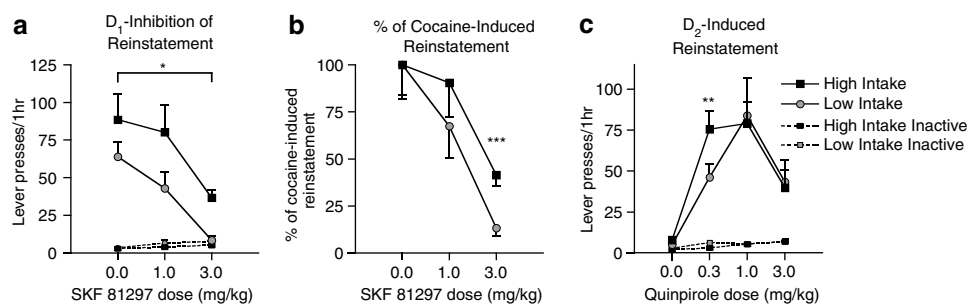 a
D1-Inhibition of
Reinstatement
Lever presses/1hr
125
100
75
50
25
0
*
0.0 1.0 3.0
SKF 81297 dose (mg/kg)
b
% of Cocaine-Induced
Reinstatement
% of cocaine-induced
reinstatement
100
75
50
25
0
***
0.0 1.0 3.0
SKF 81297 dose (mg/kg)
c
D2-Induced
Reinstatement
Lever presses/1hr
100
75
50
25
0
**
0.0 0.3 1.0 3.0
Quinpirole dose (mg/kg)
High Intake
Low Intake
High Intake Inactive
Low Intake Inactive